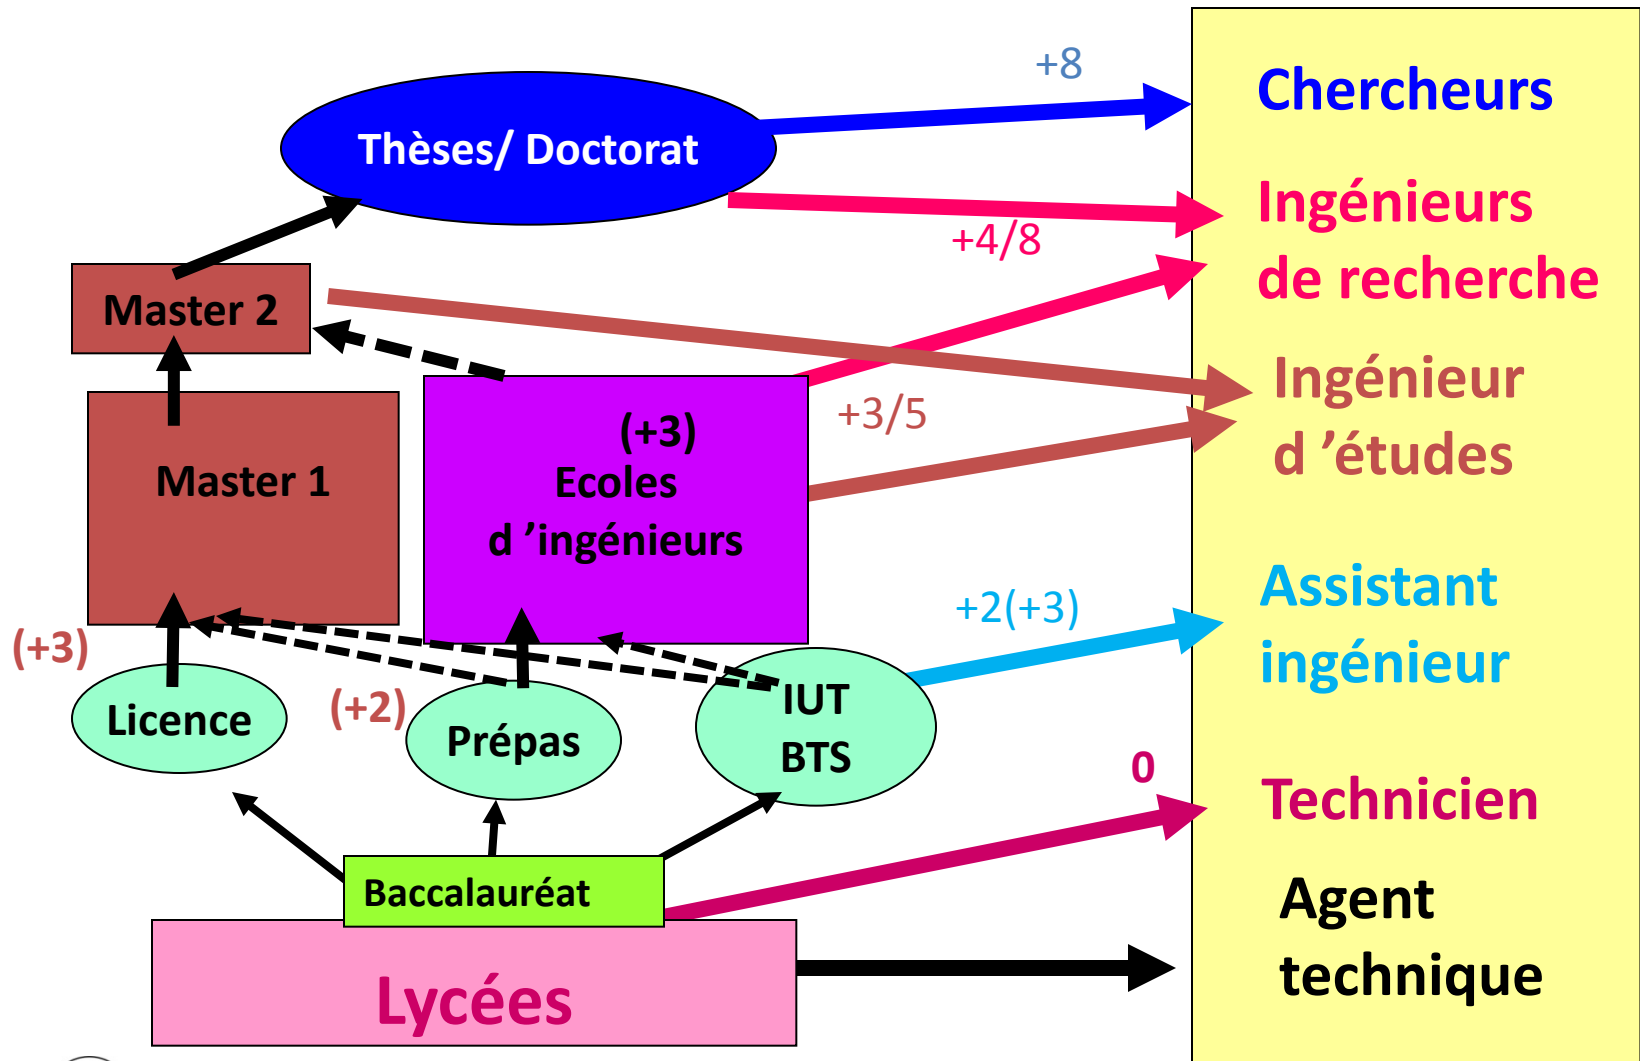 +8
Chercheurs
Thèses/ Doctorat
Ingénieurs
de recherche
+4/8
Master 2
Ingénieur
d ’études
+3/5
(+3)
Ecoles
d ’ingénieurs
Master 1
Assistant
ingénieur
+2(+3)
(+3)
Licence
(+2)
Prépas
IUT
BTS
0
Technicien
Baccalauréat
Agent
technique
Lycées